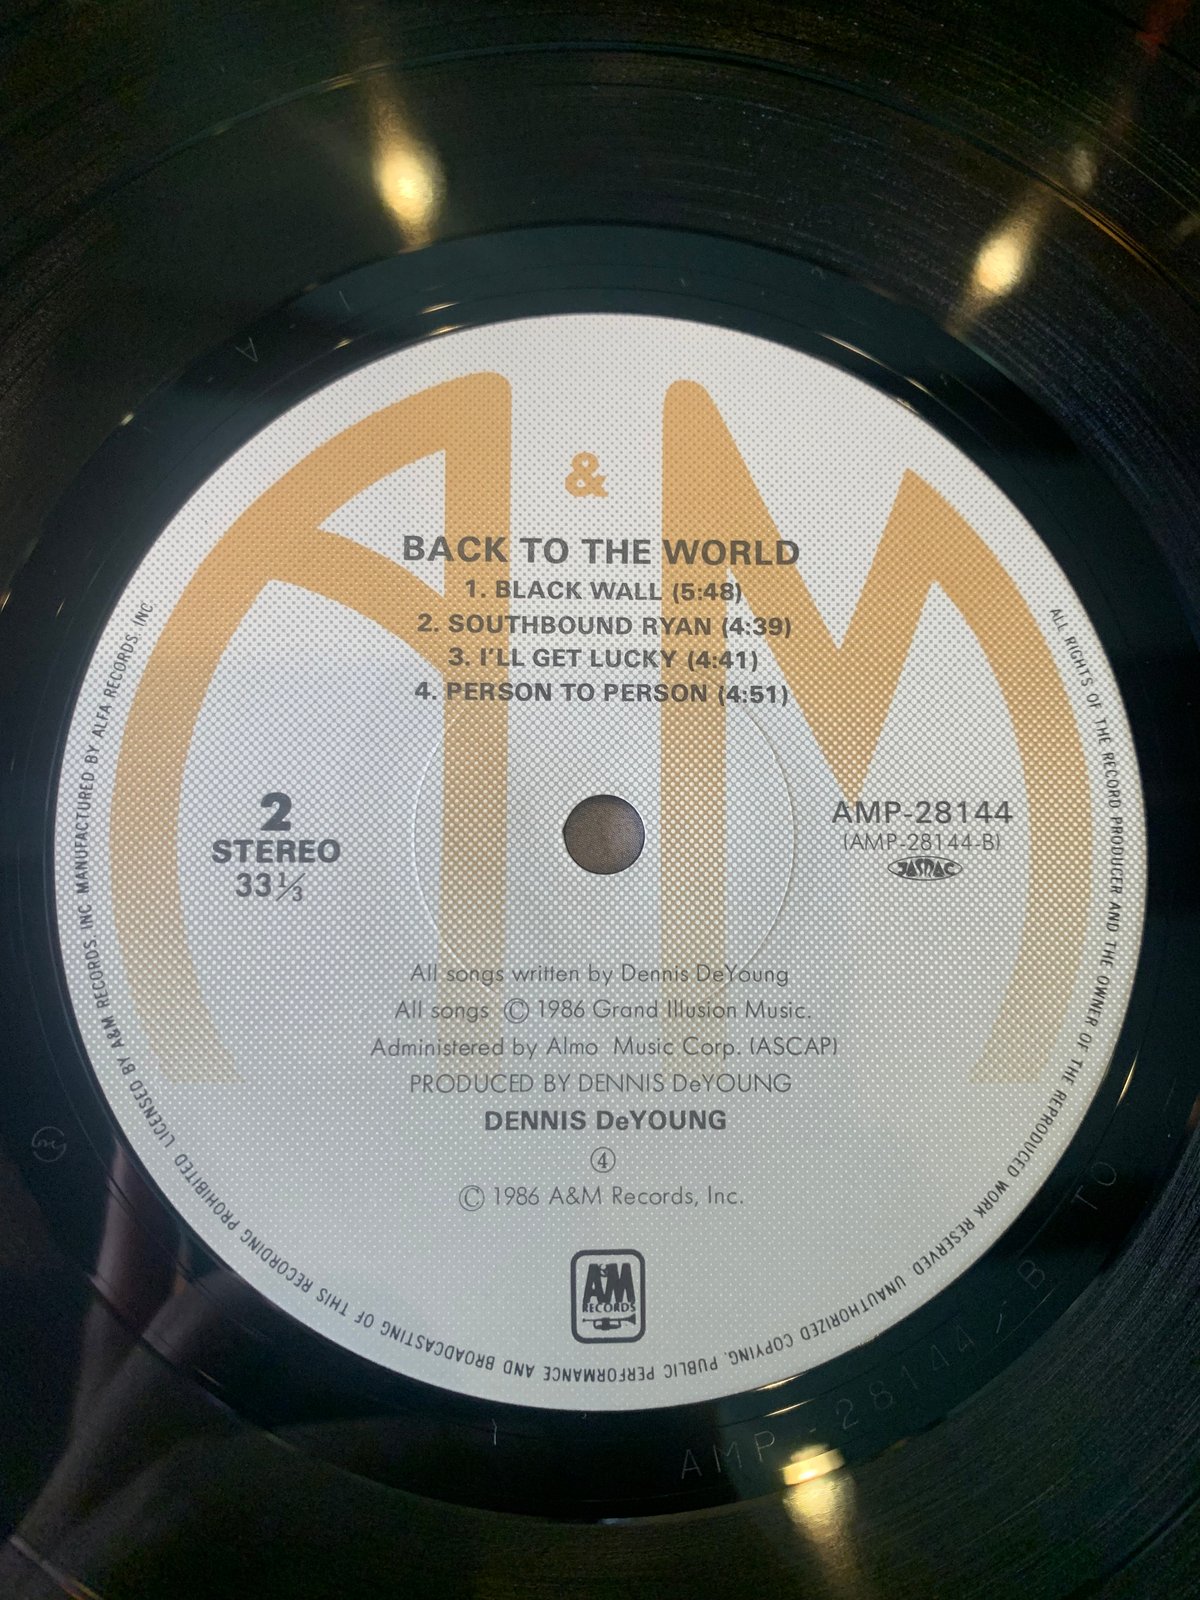 A & M
BACK TO THE WORLD
1. BLACK WALL (5:48)
2. SOUTHBOUND RYAN (4:39)
3. I'LL GET LUCKY (4:41)
4. PERSON TO PERSON (4:51)
2
STEREO
33⅓
AMP-28144
(AMP-28144-B)
JASRAC
All songs written by Dennis DeYoung
All songs © 1986 Grand Illusion Music.
Administered by Almo Music Corp. (ASCAP)
PRODUCED BY DENNIS DeYOUNG
DENNIS DeYOUNG
④
© 1986 A&M Records, Inc.
A&M
RECORDS
ALL RIGHTS OF THE RECORD PRODUCER AND THE OWNER OF THE REPRODUCED WORK RESERVED. UNAUTHORIZED COPYING, PUBLIC PERFORMANCE AND BROADCASTING OF THIS RECORDING PROHIBITED. LICENSED BY A&M RECORDS, INC. MANUFACTURED BY ALFA RECORDS, INC.
AMP-28144-B TO
A
1